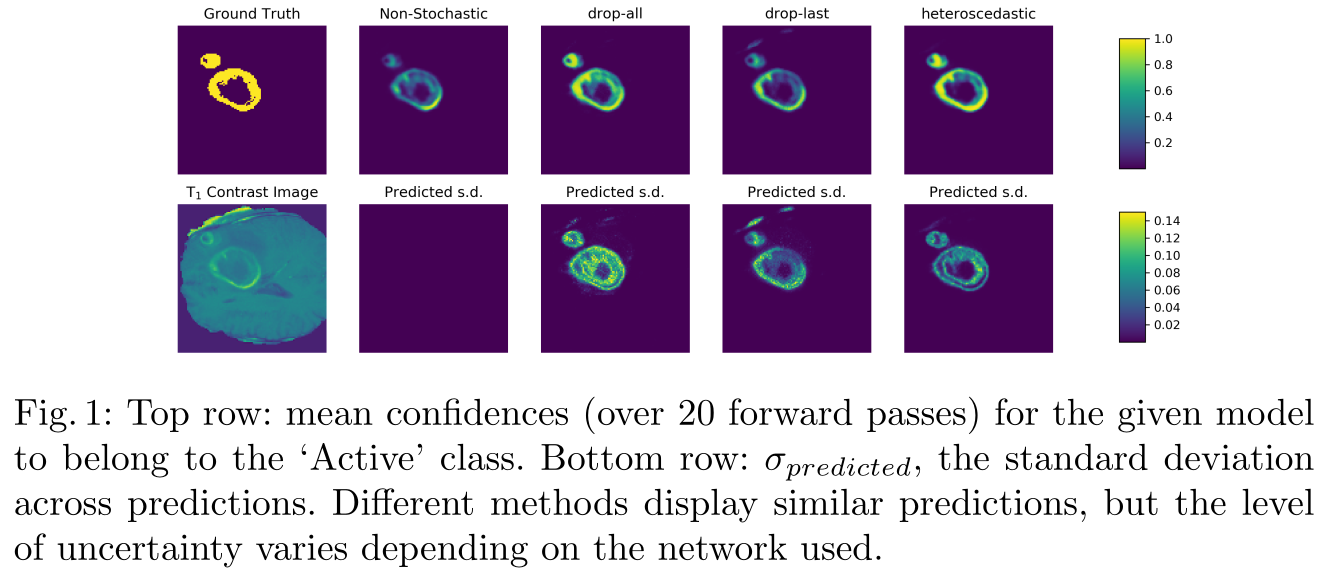 Ground Truth
Non-Stochastic
drop-all
drop-last
heteroscedastic
1.0
0.8
0.6
0.4
0.2
T₁ Contrast Image
Predicted s.d.
Predicted s.d.
Predicted s.d.
Predicted s.d.
0.14
0.12
0.10
0.08
0.06
0.04
0.02
Fig. 1: Top row: mean confidences (over 20 forward passes) for the given model
to belong to the ‘Active’ class. Bottom row: σ_predicted, the standard deviation
across predictions. Different methods display similar predictions, but the level
of uncertainty varies depending on the network used.